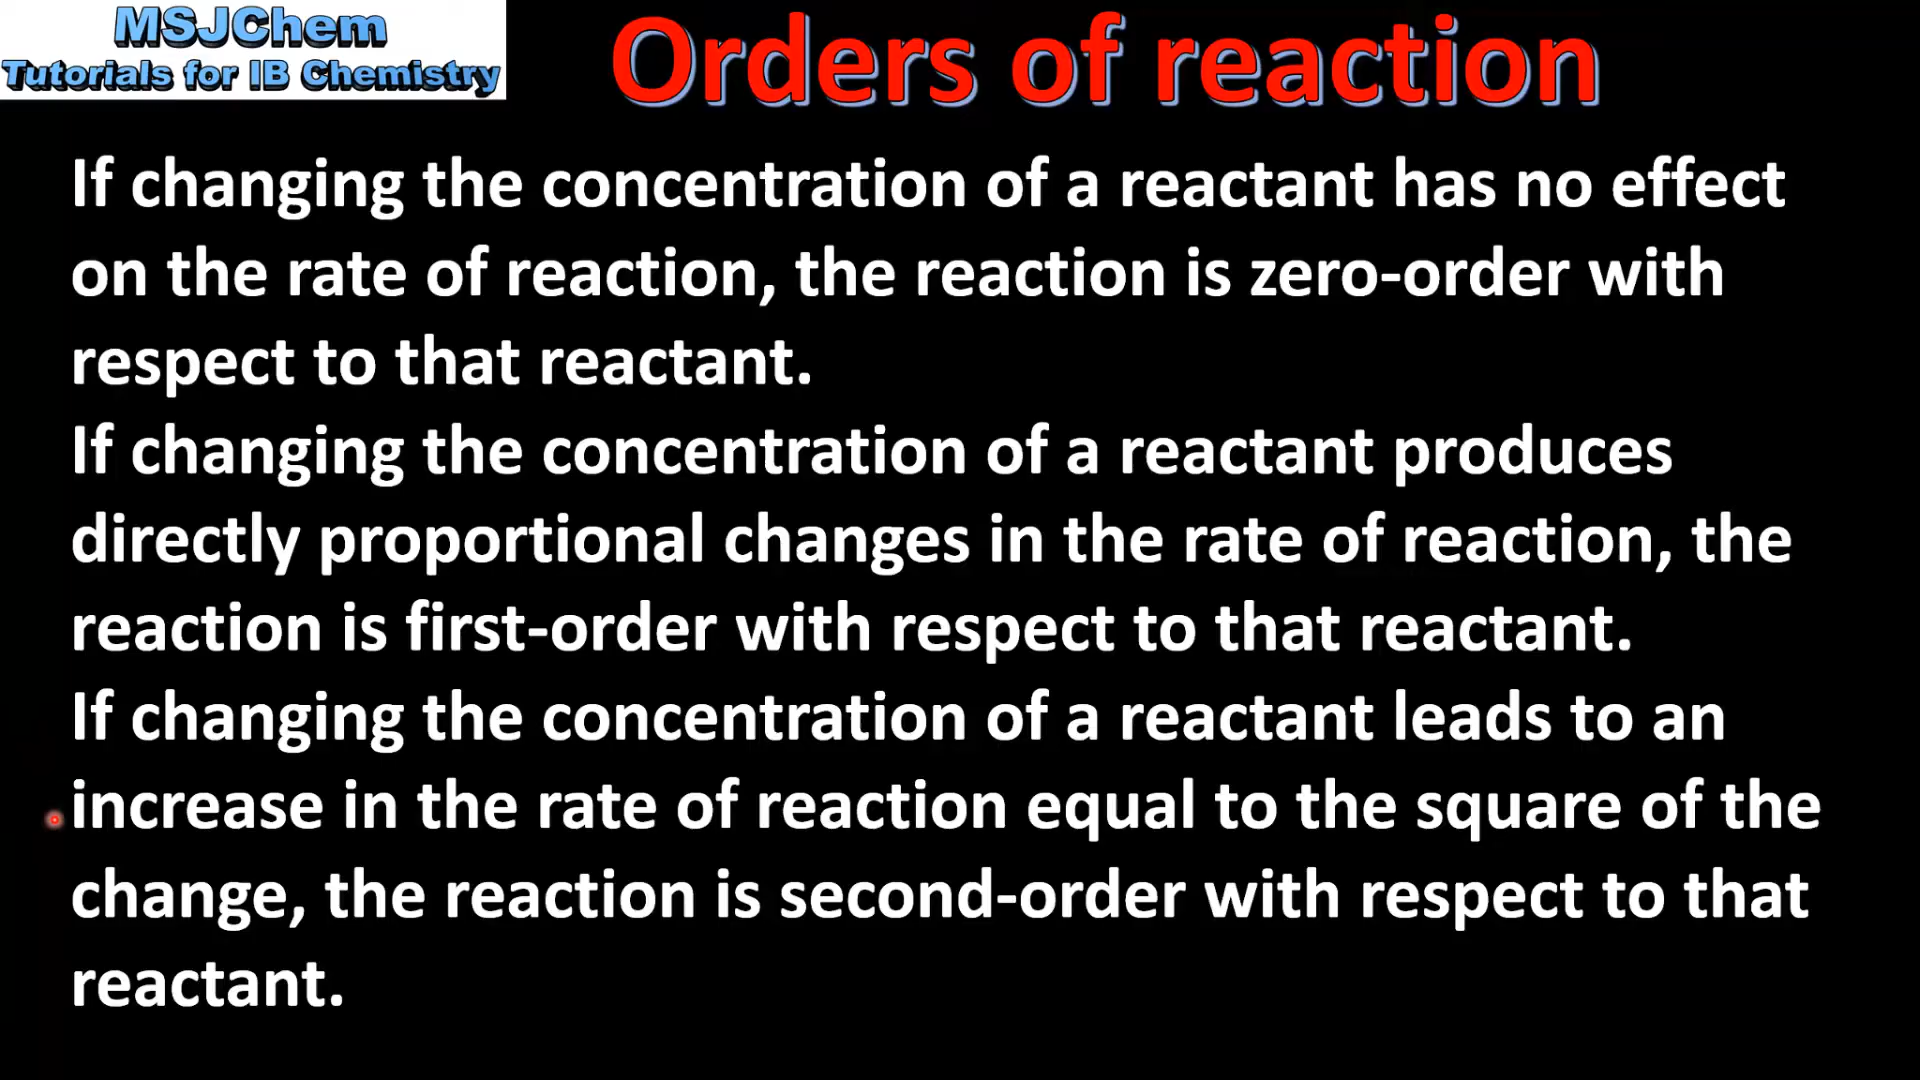 MSJChem
Tutorials for IB Chemistry
Orders of reaction
If changing the concentration of a reactant has no effect
on the rate of reaction, the reaction is zero-order with
respect to that reactant.
If changing the concentration of a reactant produces
directly proportional changes in the rate of reaction, the
reaction is first-order with respect to that reactant.
If changing the concentration of a reactant leads to an
increase in the rate of reaction equal to the square of the
change, the reaction is second-order with respect to that
reactant.